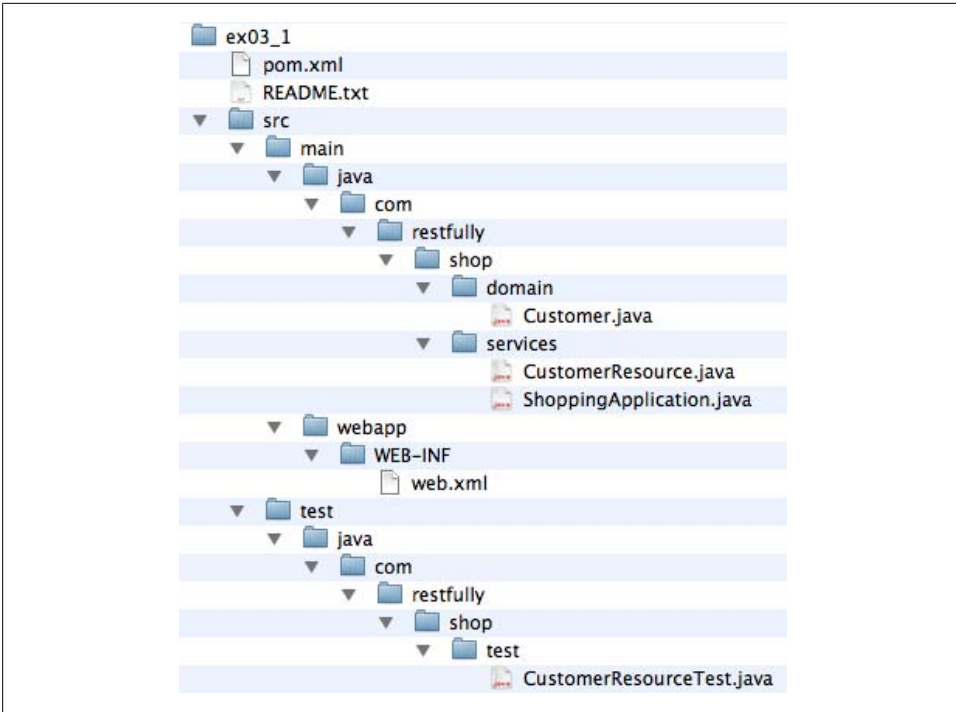 ex03_1
pom.xml
README.txt
src
main
java
com
restfully
shop
domain
Customer.java
services
CustomerResource.java
ShoppingApplication.java
webapp
WEB-INF
web.xml
test
java
com
restfully
shop
test
CustomerResourceTest.java